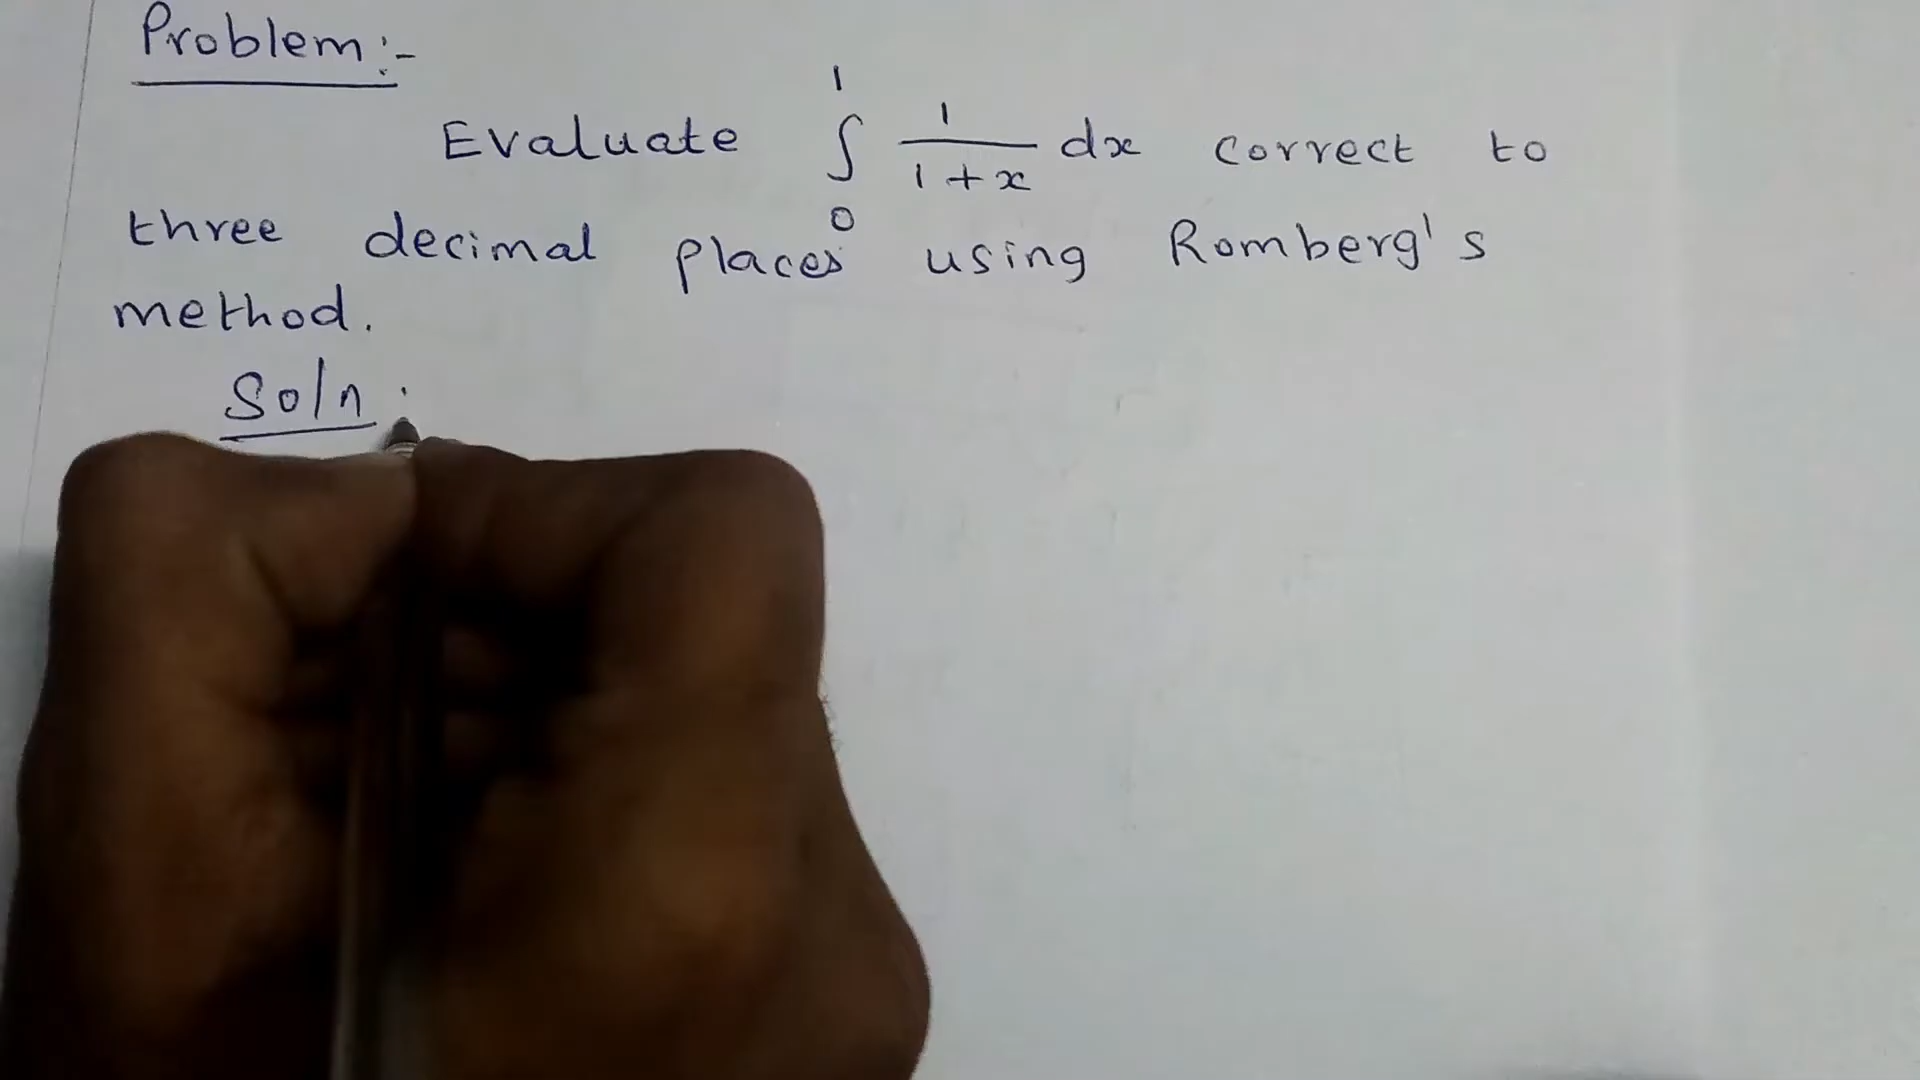 Problem:-
Evaluate ∫₀¹ 1/(1+x) dx correct to
three decimal places using Romberg's
method.
Soln.